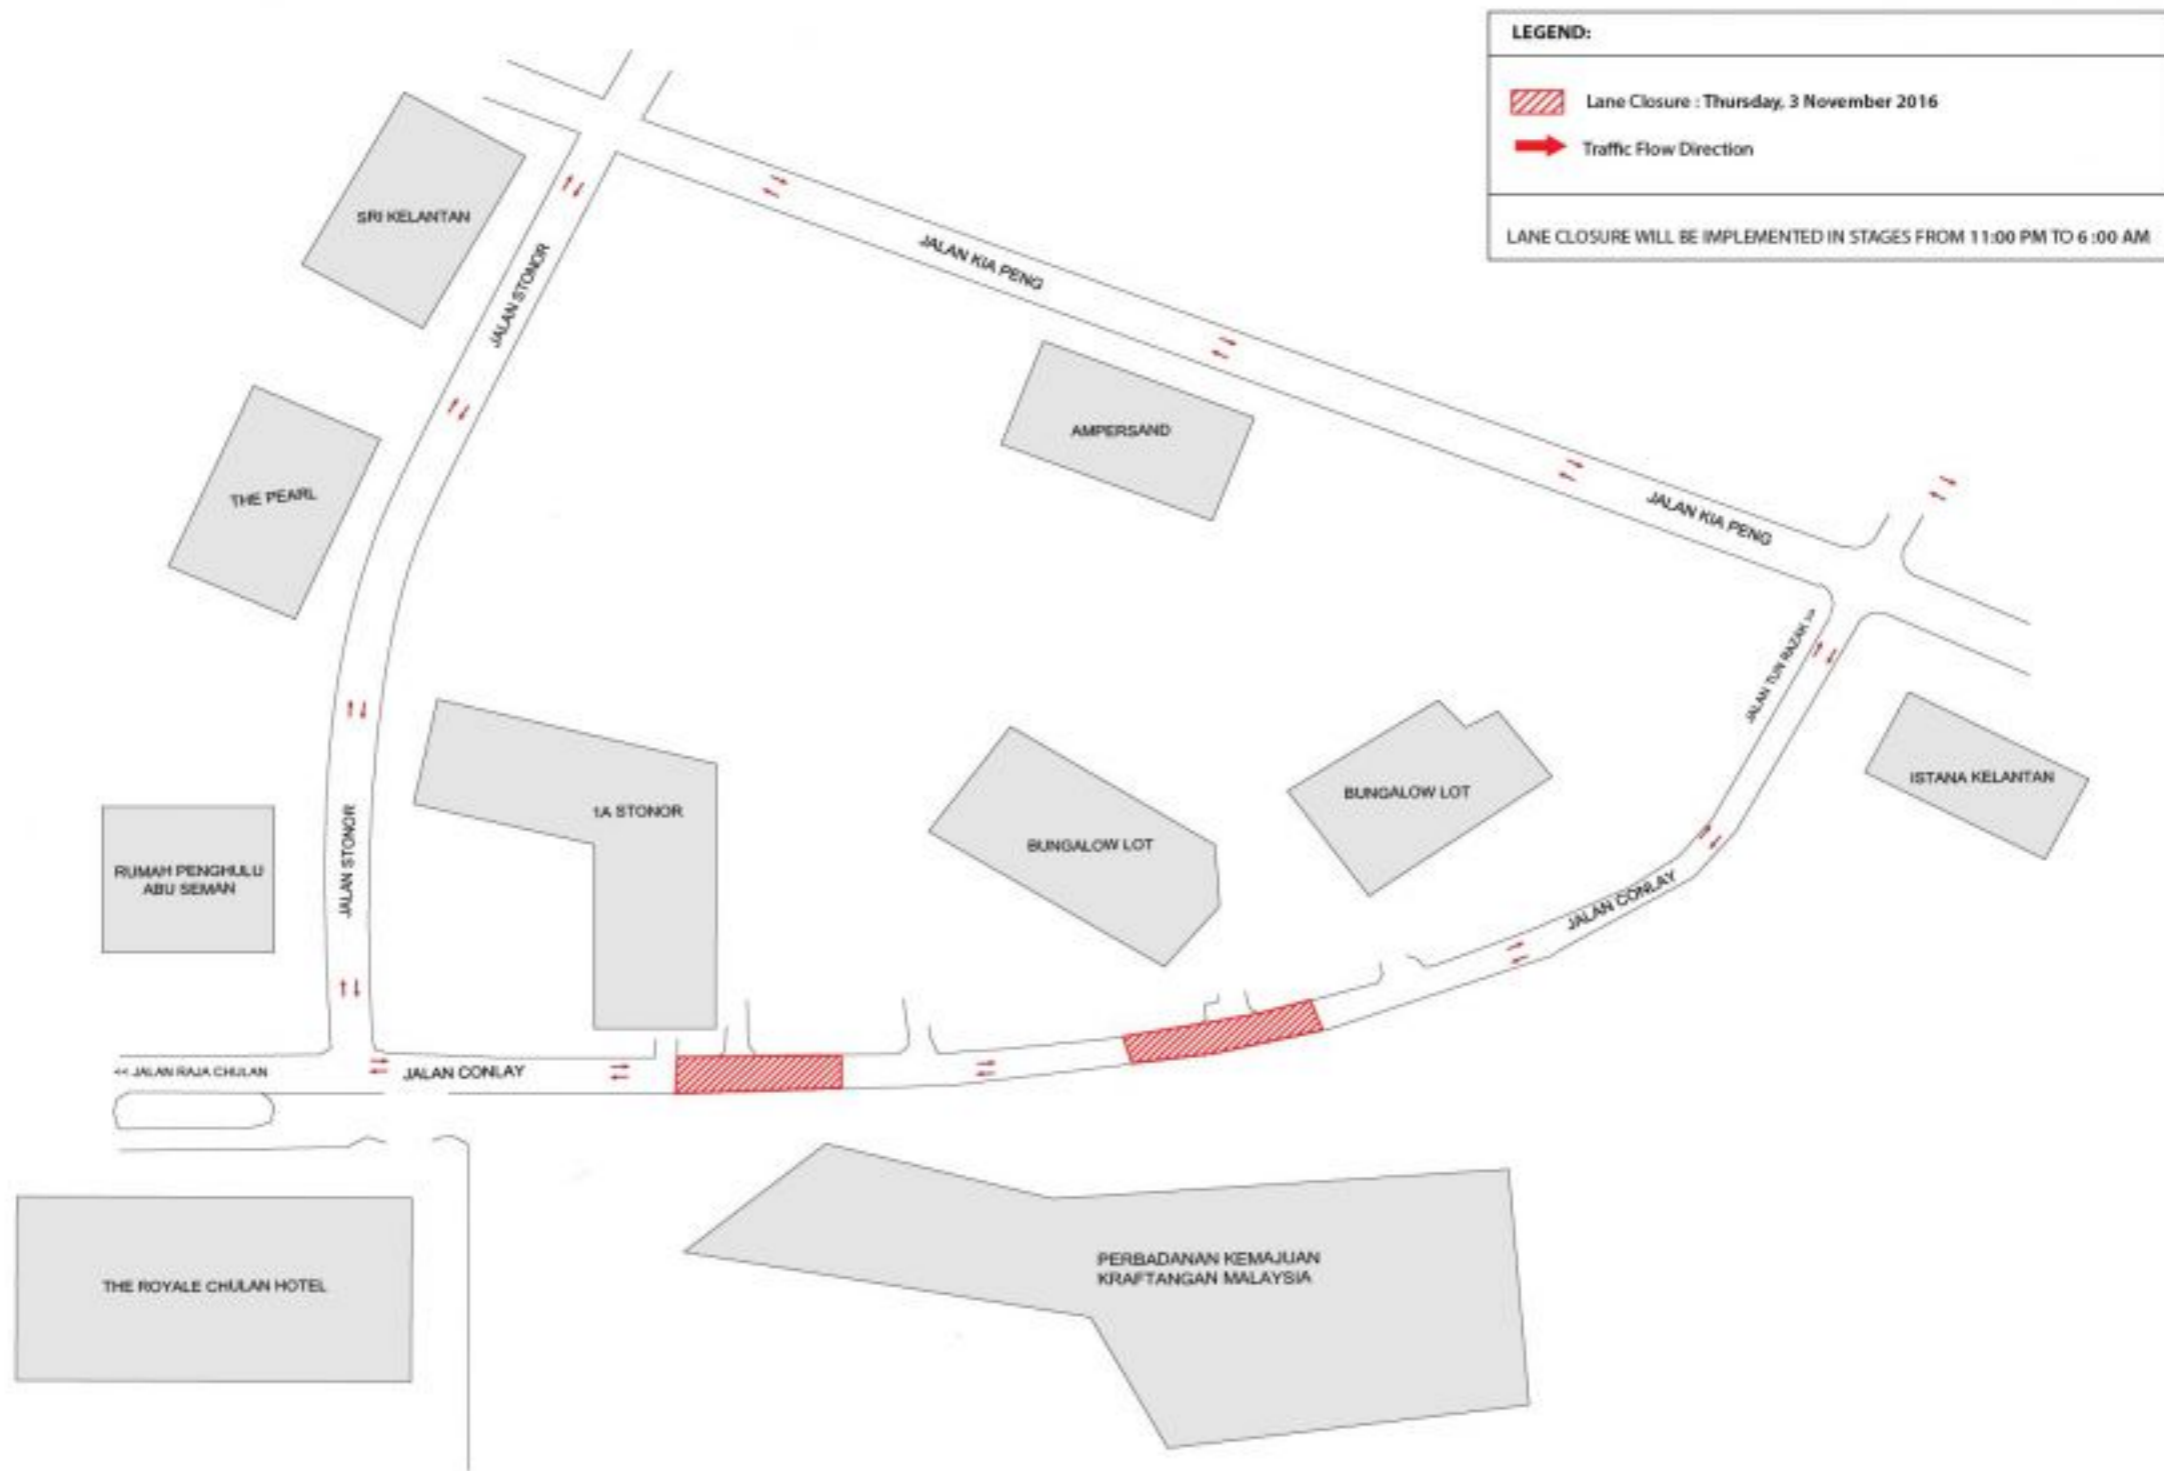 LEGEND:
Lane Closure : Thursday, 3 November 2016
Traffic Flow Direction
LANE CLOSURE WILL BE IMPLEMENTED IN STAGES FROM 11:00 PM TO 6 :00 AM
SRI KELANTAN
JALAN STONOR
JALAN KIA PENG
AMPERSAND
THE PEARL
JALAN KIA PENG
JALAN TUN RAZAK >>
ISTANA KELANTAN
BUNGALOW LOT
1A STONOR
BUNGALOW LOT
JALAN STONOR
RUMAH PENGHULU
ABU SEMAN
JALAN CONLAY
<< JALAN RAJA CHULAN
JALAN CONLAY
THE ROYALE CHULAN HOTEL
PERBADANAN KEMAJUAN
KRAFTANGAN MALAYSIA